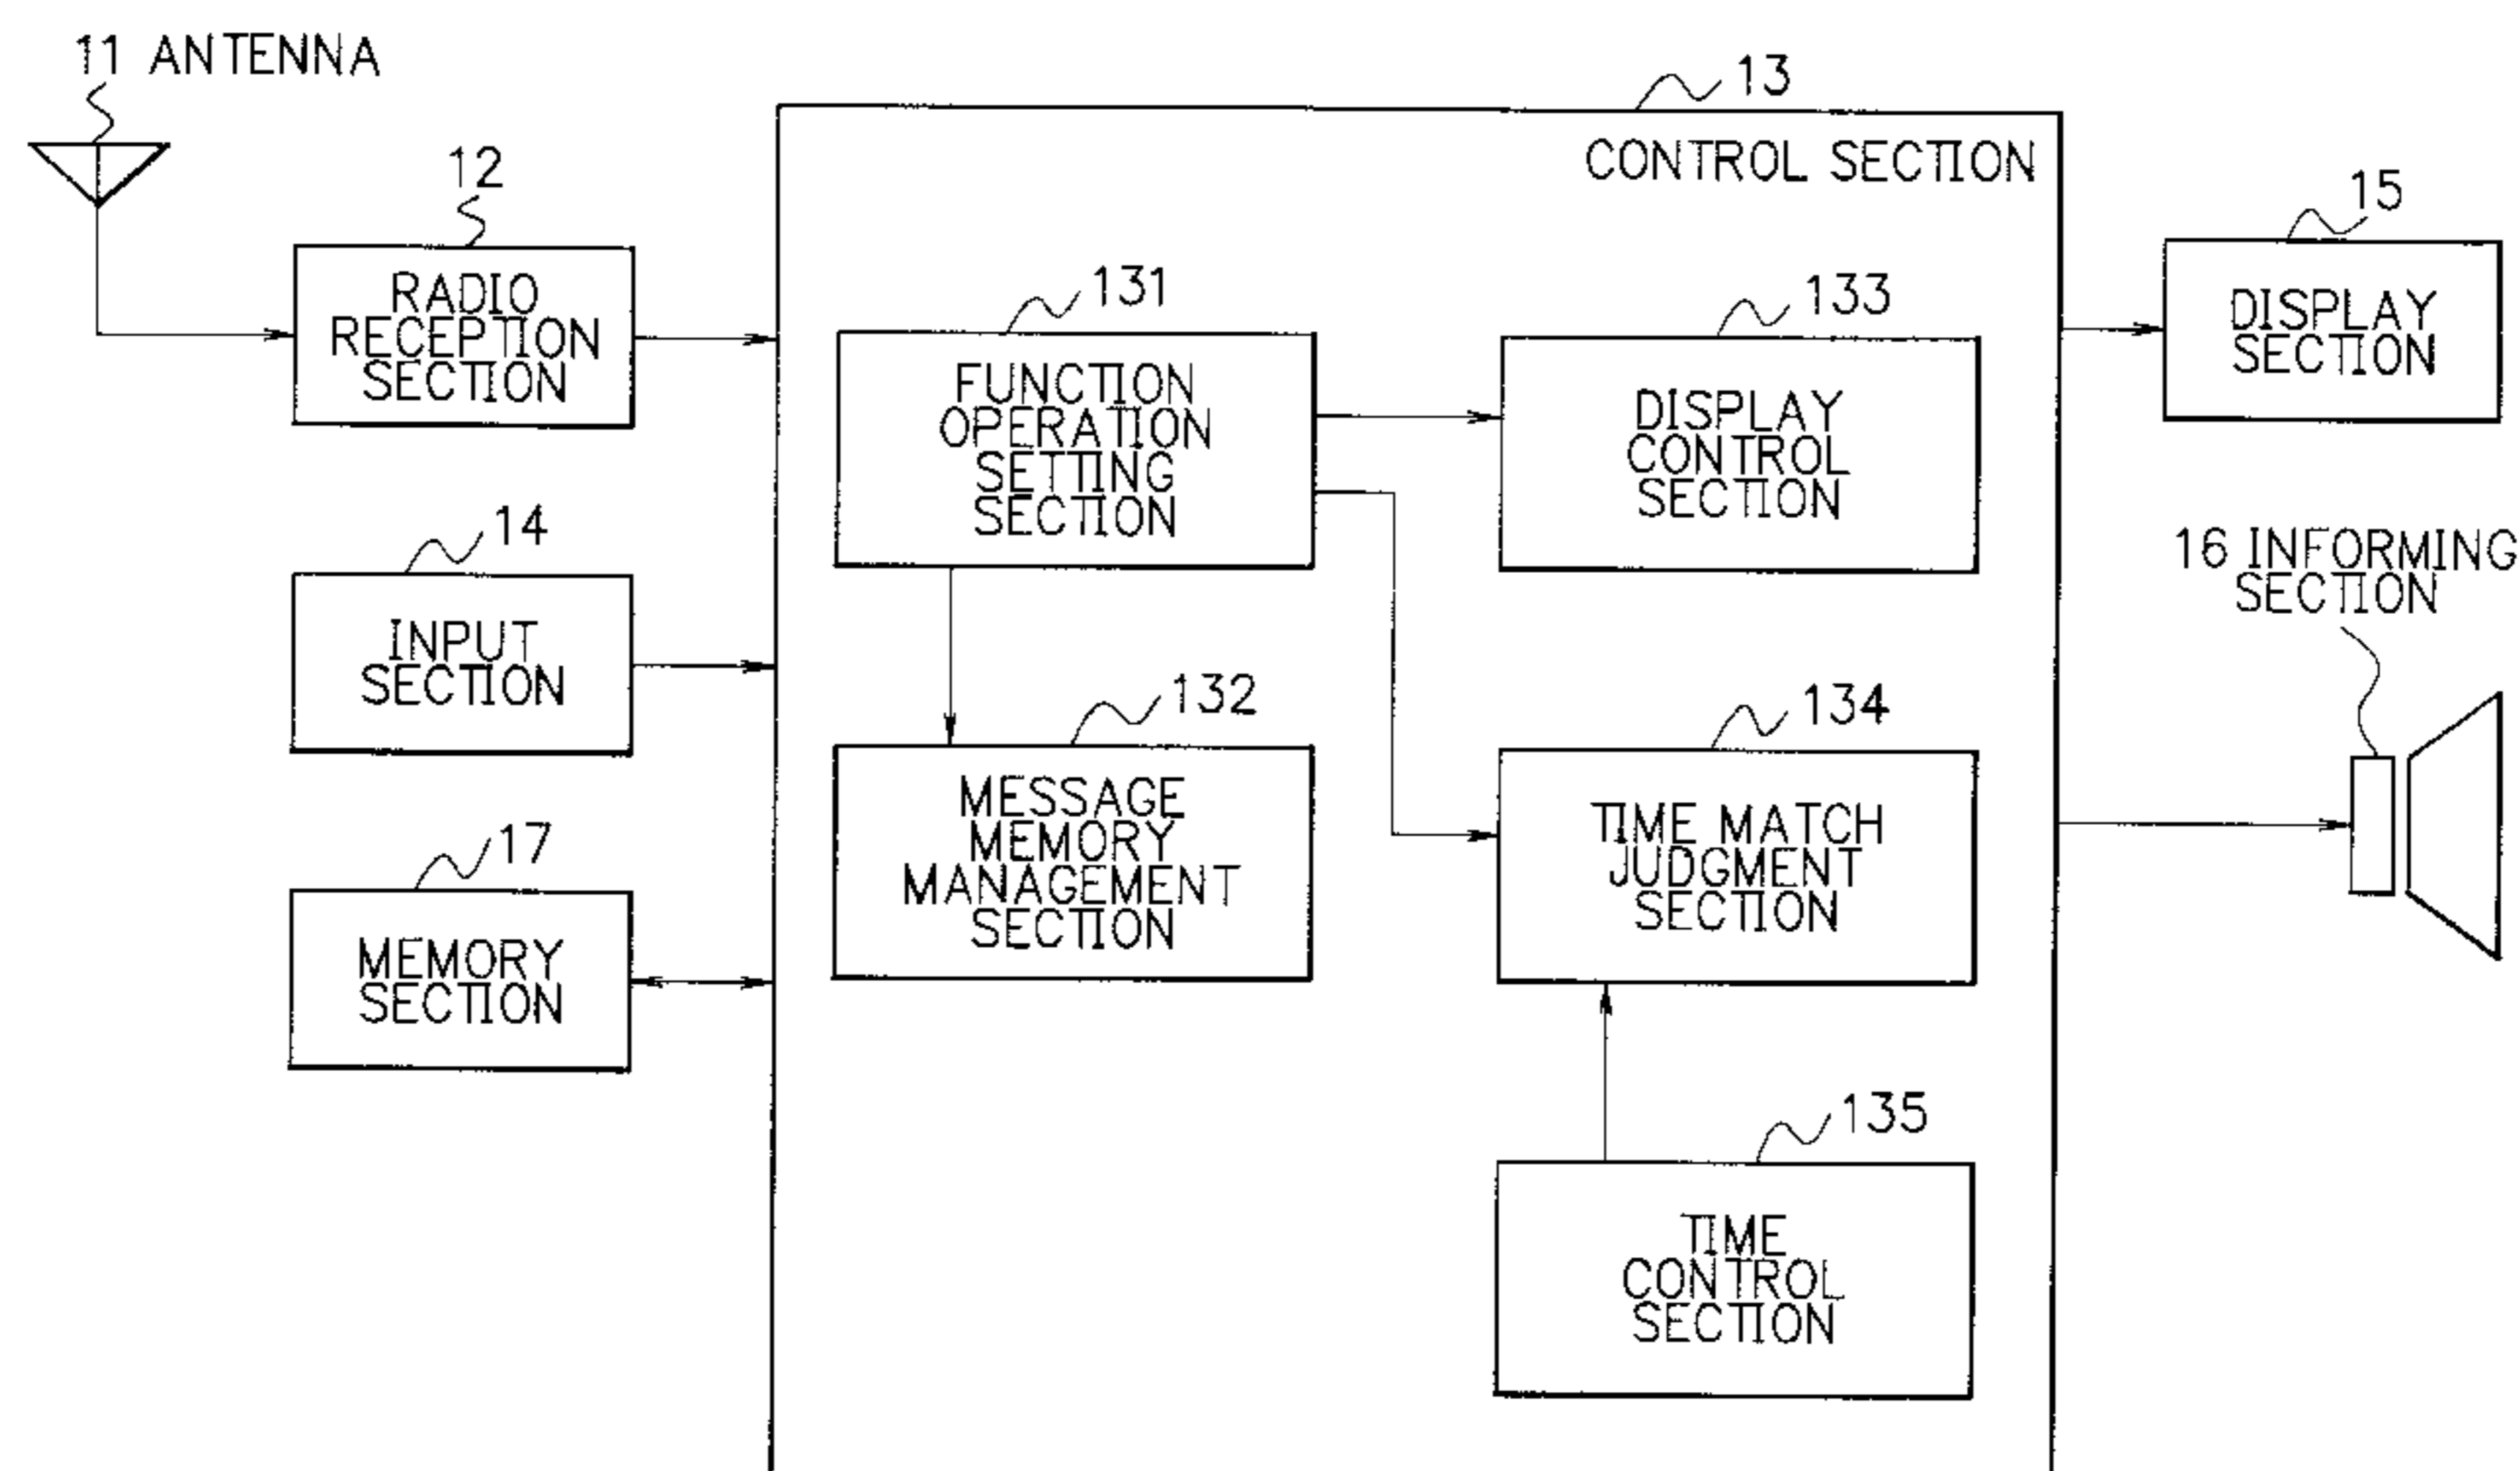 11 ANTENNA
12
RADIO
RECEPTION
SECTION
14
INPUT
SECTION
17
MEMORY
SECTION
13
CONTROL SECTION
131
FUNCTION
OPERATION
SETTING
SECTION
132
MESSAGE
MEMORY
MANAGEMENT
SECTION
133
DISPLAY
CONTROL
SECTION
134
TIME MATCH
JUDGMENT
SECTION
135
TIME
CONTROL
SECTION
15
DISPLAY
SECTION
16 INFORMING
SECTION